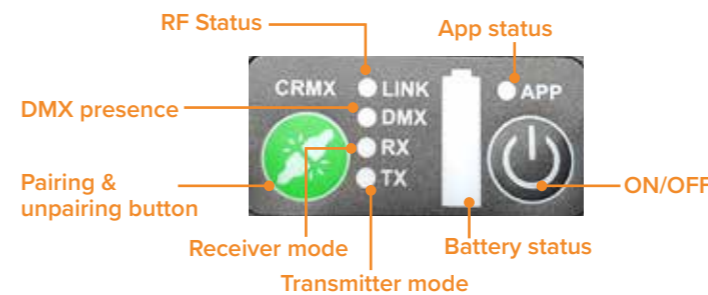 RF Status
App status
CRMX
LINK
APP
DMX presence
DMX
RX
TX
Pairing &
unpairing button
ON/OFF
Receiver mode
Battery status
Transmitter mode